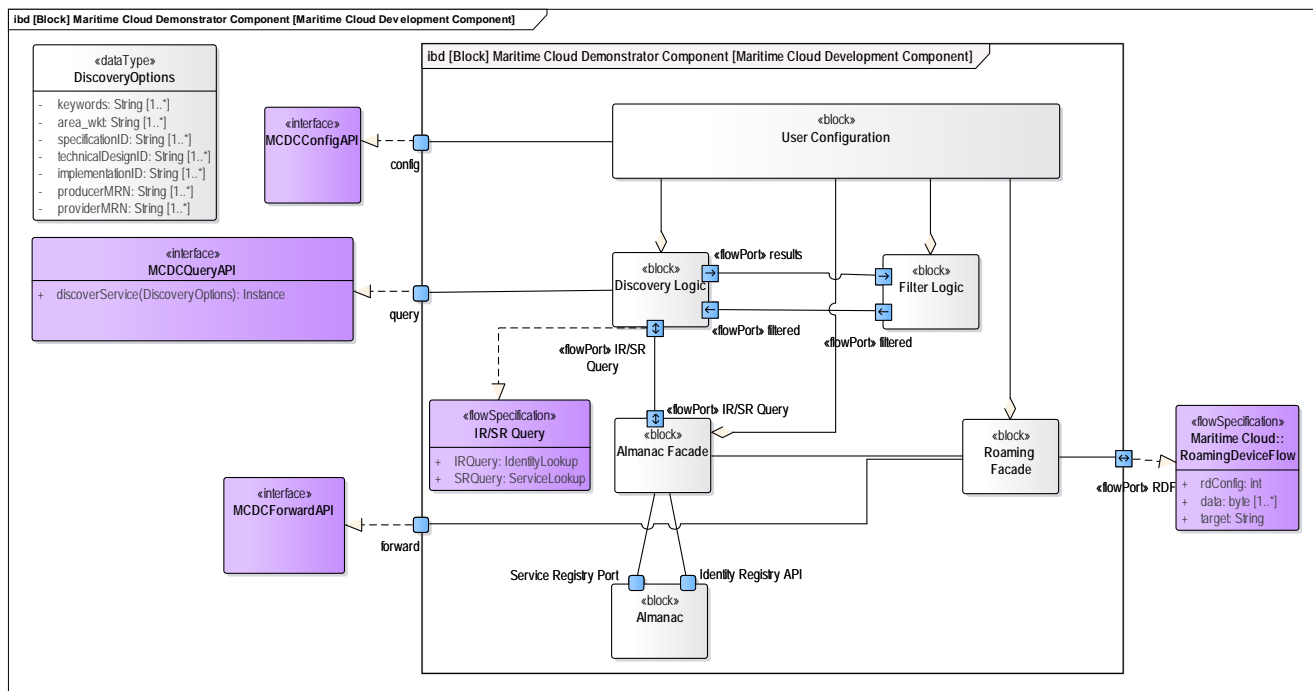 ibd [Block] Maritime Cloud Demonstrator Component [Maritime Cloud Development Component]
«dataType»
DiscoveryOptions
- keywords: String [1..*]
- area_wkt: String [1..*]
- specificationID: String [1..*]
- technicalDesignID: String [1..*]
- implementationID: String [1..*]
- producerMRN: String [1..*]
- providerMRN: String [1..*]
ibd [Block] Maritime Cloud Demonstrator Component [Maritime Cloud Development Component]
«interface»
MCDCConfigAPI
config
«block»
User Configuration
«interface»
MCDCQueryAPI
+ discoverService(DiscoveryOptions): Instance
query
«block»
Discovery Logic
«flowPort» results
«flowPort» filtered
«block»
Filter Logic
«flowPort» filtered
«flowPort» IR/SR
Query
«flowPort» IR/SR Query
«flowSpecification»
IR/SR Query
+ IRQuery: IdentityLookup
+ SRQuery: ServiceLookup
«block»
Almanac Facade
«block»
Roaming
Facade
«flowPort» RDF
«flowSpecification»
Maritime Cloud::
RoamingDeviceFlow
+ rdConfig: int
+ data: byte [1..*]
+ target: String
«interface»
MCDCForwardAPI
forward
Service Registry Port
Identity Registry API
«block»
Almanac